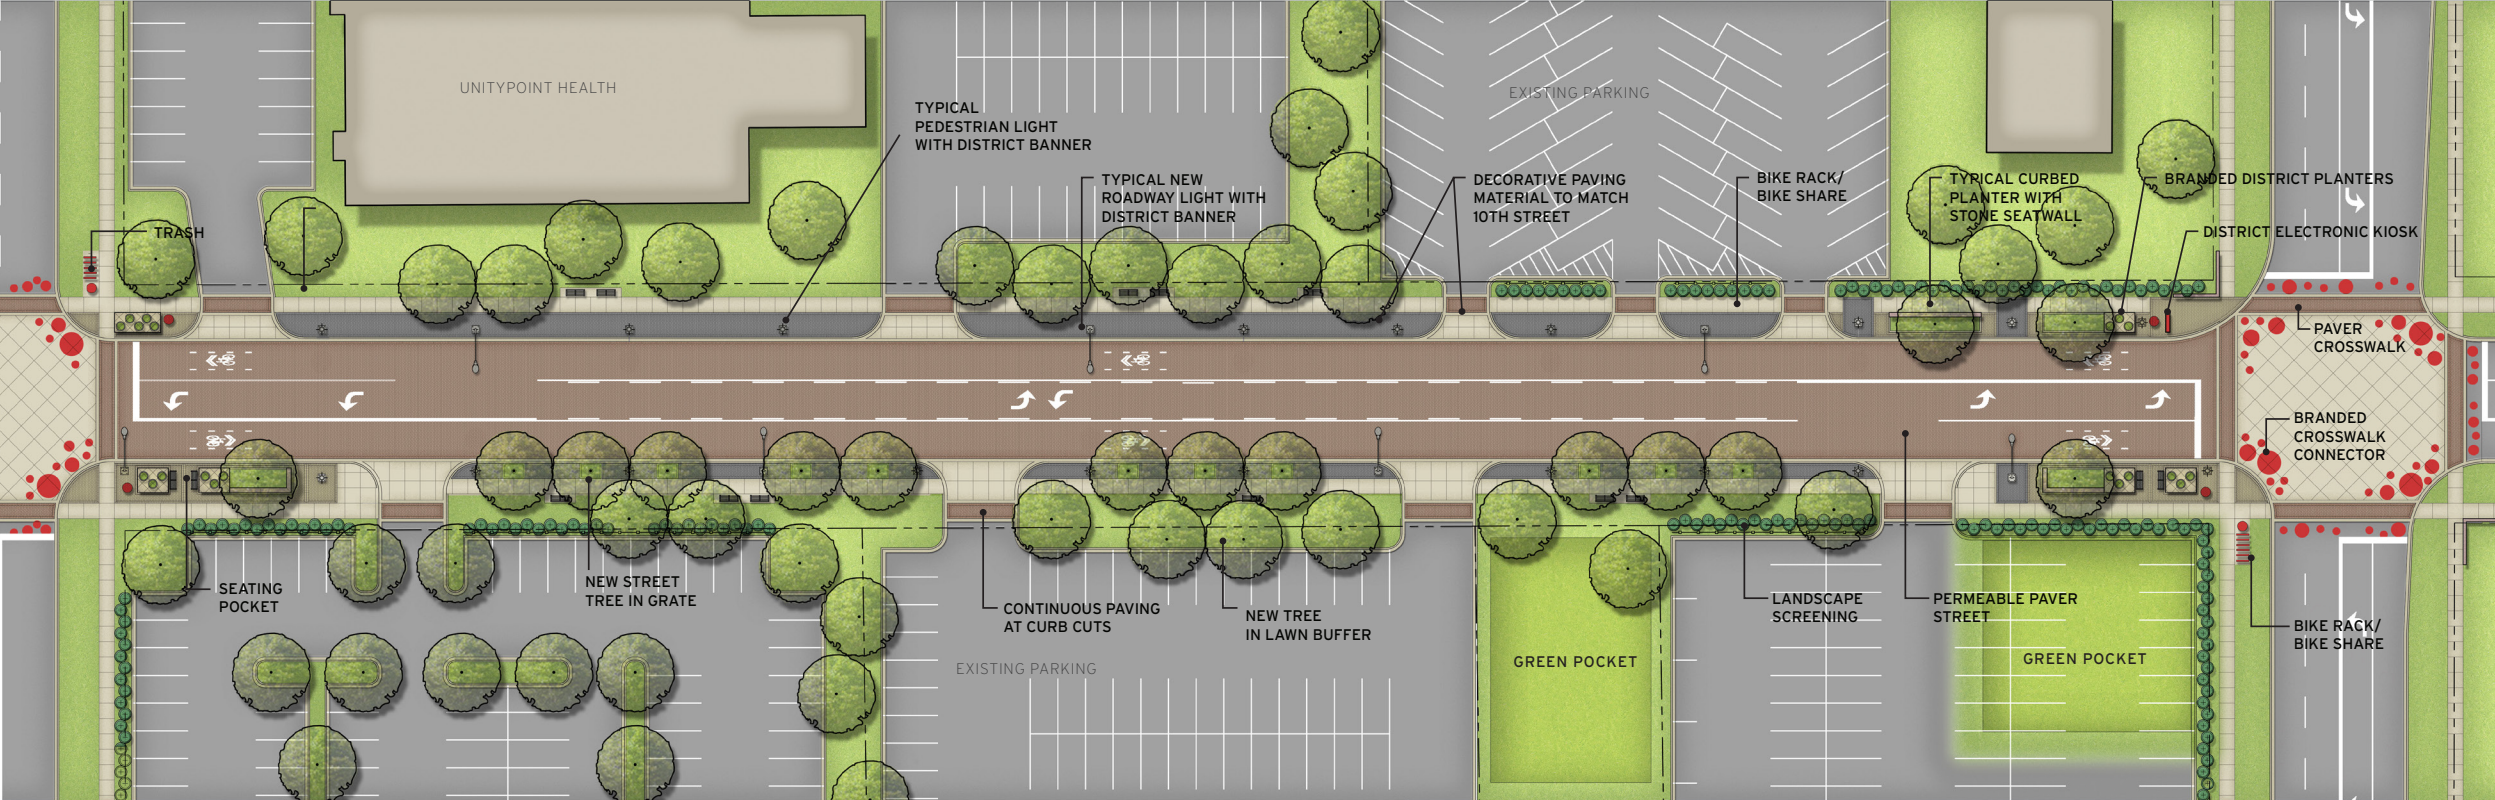 UNITYPOINT HEALTH
TYPICAL
PEDESTRIAN LIGHT
WITH DISTRICT BANNER
EXISTING PARKING
TYPICAL NEW
ROADWAY LIGHT WITH
DISTRICT BANNER
DECORATIVE PAVING
MATERIAL TO MATCH
10TH STREET
BIKE RACK/
BIKE SHARE
TYPICAL CURBED
PLANTER WITH
STONE SEATWALL
BRANDED DISTRICT PLANTERS
TRASH
DISTRICT ELECTRONIC KIOSK
PAVER
CROSSWALK
BRANDED
CROSSWALK
CONNECTOR
SEATING
POCKET
NEW STREET
TREE IN GRATE
CONTINUOUS PAVING
AT CURB CUTS
NEW TREE
IN LAWN BUFFER
LANDSCAPE
SCREENING
PERMEABLE PAVER
STREET
BIKE RACK/
BIKE SHARE
EXISTING PARKING
GREEN POCKET
GREEN POCKET